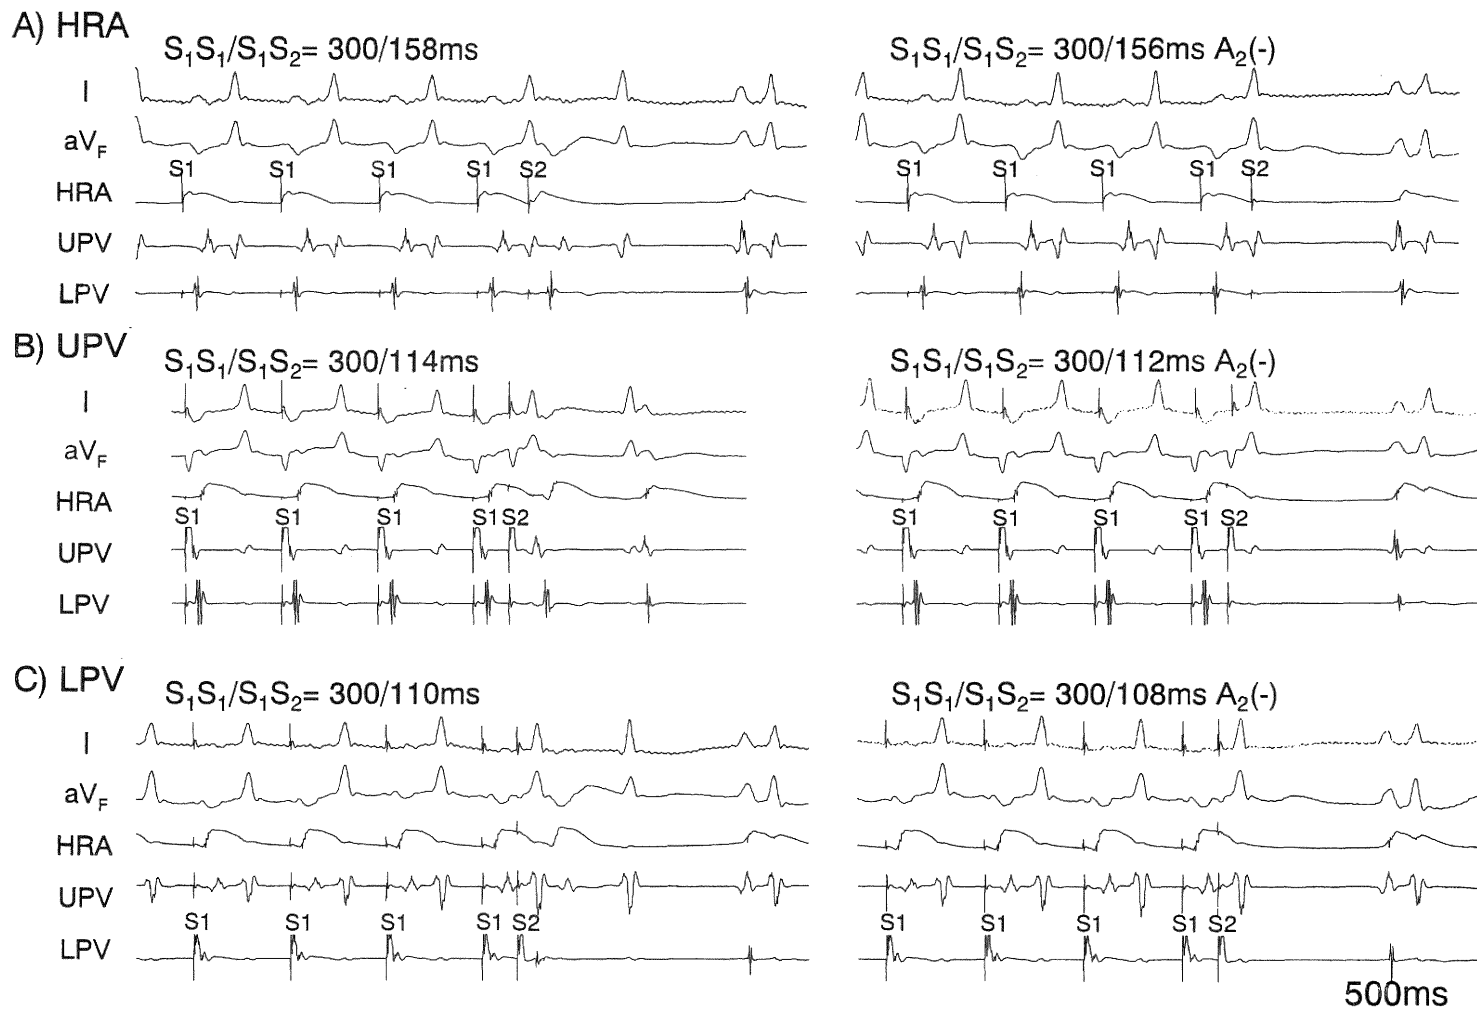 A) HRA
S₁S₁/S₁S₂= 300/158ms S₁S₁/S₁S₂= 300/156ms A₂(-)
I
aV_F
S1 S1 S1 S1 S2 S1 S1 S1 S1 S2
HRA
UPV
LPV
B) UPV
S₁S₁/S₁S₂= 300/114ms S₁S₁/S₁S₂= 300/112ms A₂(-)
I
aV_F
HRA
S1 S1 S1 S1 S2 S1 S1 S1 S1 S2
UPV
LPV
C) LPV
S₁S₁/S₁S₂= 300/110ms S₁S₁/S₁S₂= 300/108ms A₂(-)
I
aV_F
HRA
UPV
S1 S1 S1 S1 S2 S1 S1 S1 S1 S2
LPV
500ms